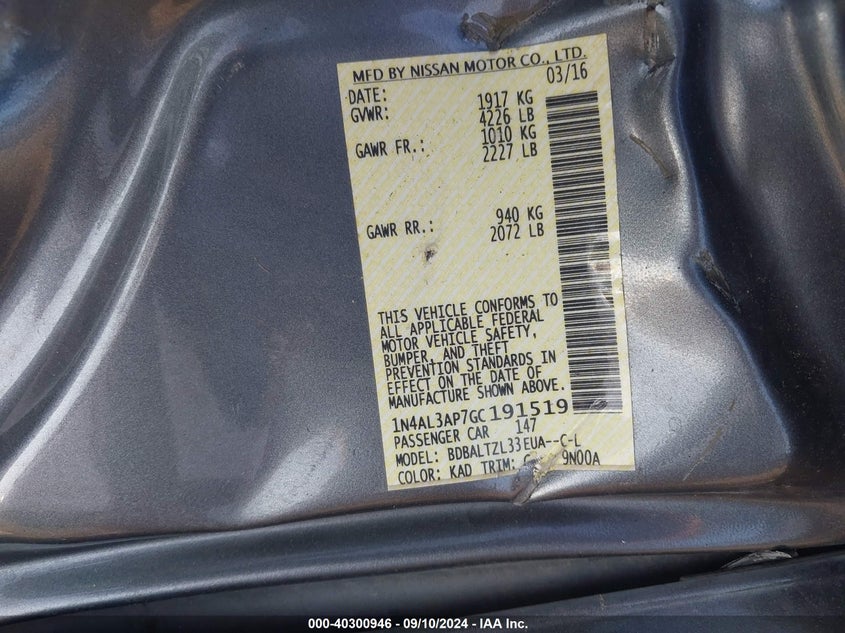 MFD BY NISSAN MOTOR CO., LTD.
DATE: 03/16
GVWR: 1917 KG
4226 LB
GAWR FR.: 1010 KG
2227 LB
GAWR RR.: 940 KG
2072 LB
THIS VEHICLE CONFORMS TO
ALL APPLICABLE FEDERAL
MOTOR VEHICLE SAFETY,
BUMPER, AND THEFT
PREVENTION STANDARDS IN
EFFECT ON THE DATE OF
MANUFACTURE SHOWN ABOVE.
1N4AL3AP7GC191519
PASSENGER CAR 147
MODEL: BDBALTZL33EUA--C-L
COLOR: KAD TRIM: 9N00A
000-40300946 - 09/10/2024 - IAA Inc.